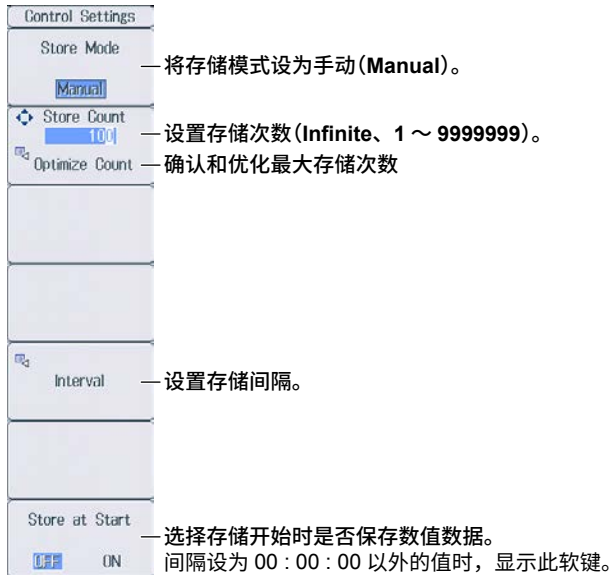 Control Settings
Store Mode
Manual
将存储模式设为手动(Manual)。
Store Count
100
设置存储次数(Infinite、1 ～ 9999999)。
Optimize Count
确认和优化最大存储次数
Interval
设置存储间隔。
Store at Start
OFF ON
选择存储开始时是否保存数值数据。
间隔设为 00 : 00 : 00 以外的值时，显示此软键。